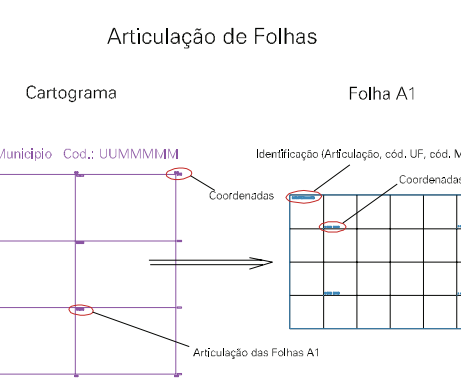 Articulação de Folhas
Cartograma
Folha A1
Municipio Cod.: UUMMMMM
Identificação (Articulação, cód. UF, cód. M
Coordenadas
Coordenadas
Articulação das Folhas A1